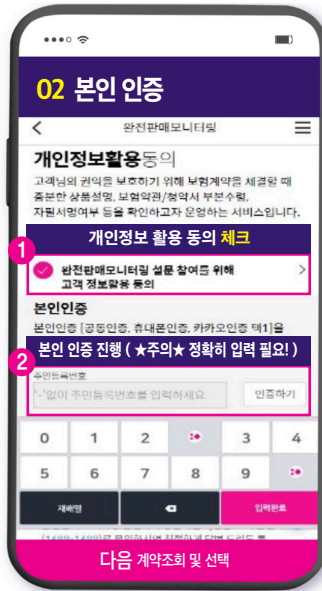 02 본인 인증
완전판매모니터링
개인정보활용동의
고객님의 권익을 보호하기 위해 보험계약을 체결할 때
충분한 상품설명, 보험약관/청약서 부본수령,
자필서명여부 등을 확인하고자 운영하는 서비스입니다.
1
개인정보 활용 동의 체크
완전판매모니터링 설문 참여를 위해
고객 정보활용 동의
본인인증
본인인증 [공동인증, 휴대폰인증, 카카오인증 택1]을
2
본인 인증 진행 ( ★주의★ 정확히 입력 필요! )
주민등록번호
'-'없이 주민등록번호를 입력하세요
인증하기
0 1 2 3 4
5 6 7 8 9
재배열
입력완료
(1688-1688)로
다음 계약조회 및 선택